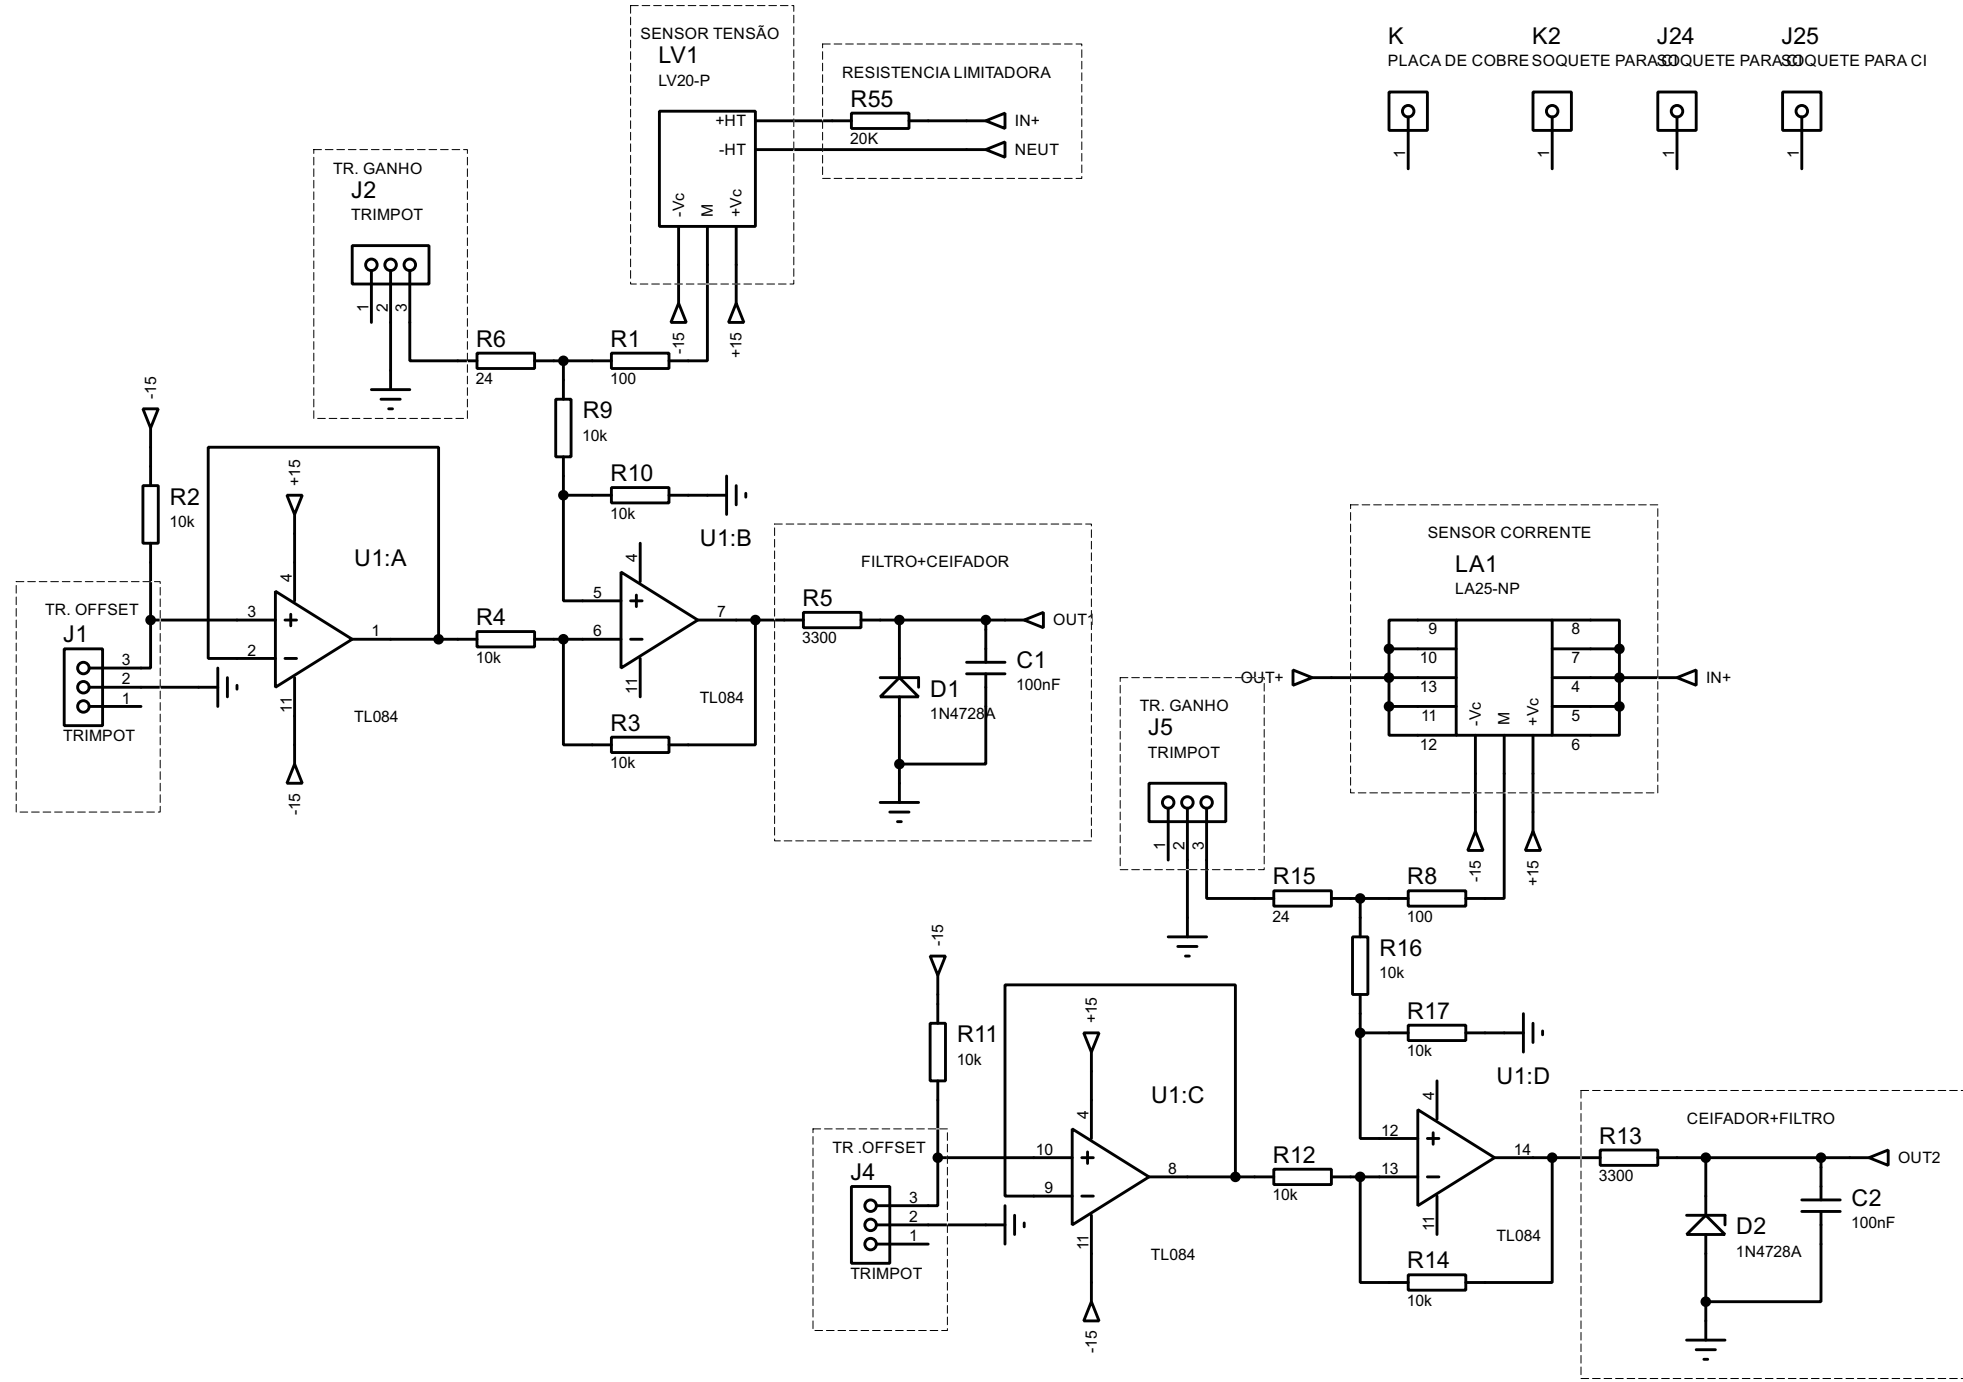 SENSOR TENSÃO
LV1
LV20-P
+HT
-HT
-Vc
M
+Vc
-15
+15
RESISTENCIA LIMITADORA
R55
20K
IN+
NEUT
K
PLACA DE COBRE
1
K2
SOQUETE PARA CI
1
J24
SOQUETE PARA CI
1
J25
SOQUETE PARA CI
1
TR. GANHO
J2
TRIMPOT
1
2
3
R6
24
R1
100
R9
10k
R10
10k
-15
R2
10k
TR. OFFSET
J1
3
2
1
TRIMPOT
+15
U1:A
4
3
2
1
11
TL084
-15
R4
10k
U1:B
4
5
6
7
11
TL084
R3
10k
FILTRO+CEIFADOR
R5
3300
OUT1
D1
1N4728A
C1
100nF
SENSOR CORRENTE
LA1
LA25-NP
9
10
13
11
12
8
7
4
5
6
-Vc
M
+Vc
OUT+
IN+
-15
+15
TR. GANHO
J5
TRIMPOT
1
2
3
R15
24
R8
100
R16
10k
R17
10k
-15
R11
10k
TR .OFFSET
J4
3
2
1
TRIMPOT
+15
U1:C
4
10
9
8
11
TL084
-15
R12
10k
U1:D
4
12
13
14
11
TL084
R14
10k
CEIFADOR+FILTRO
R13
3300
OUT2
D2
1N4728A
C2
100nF